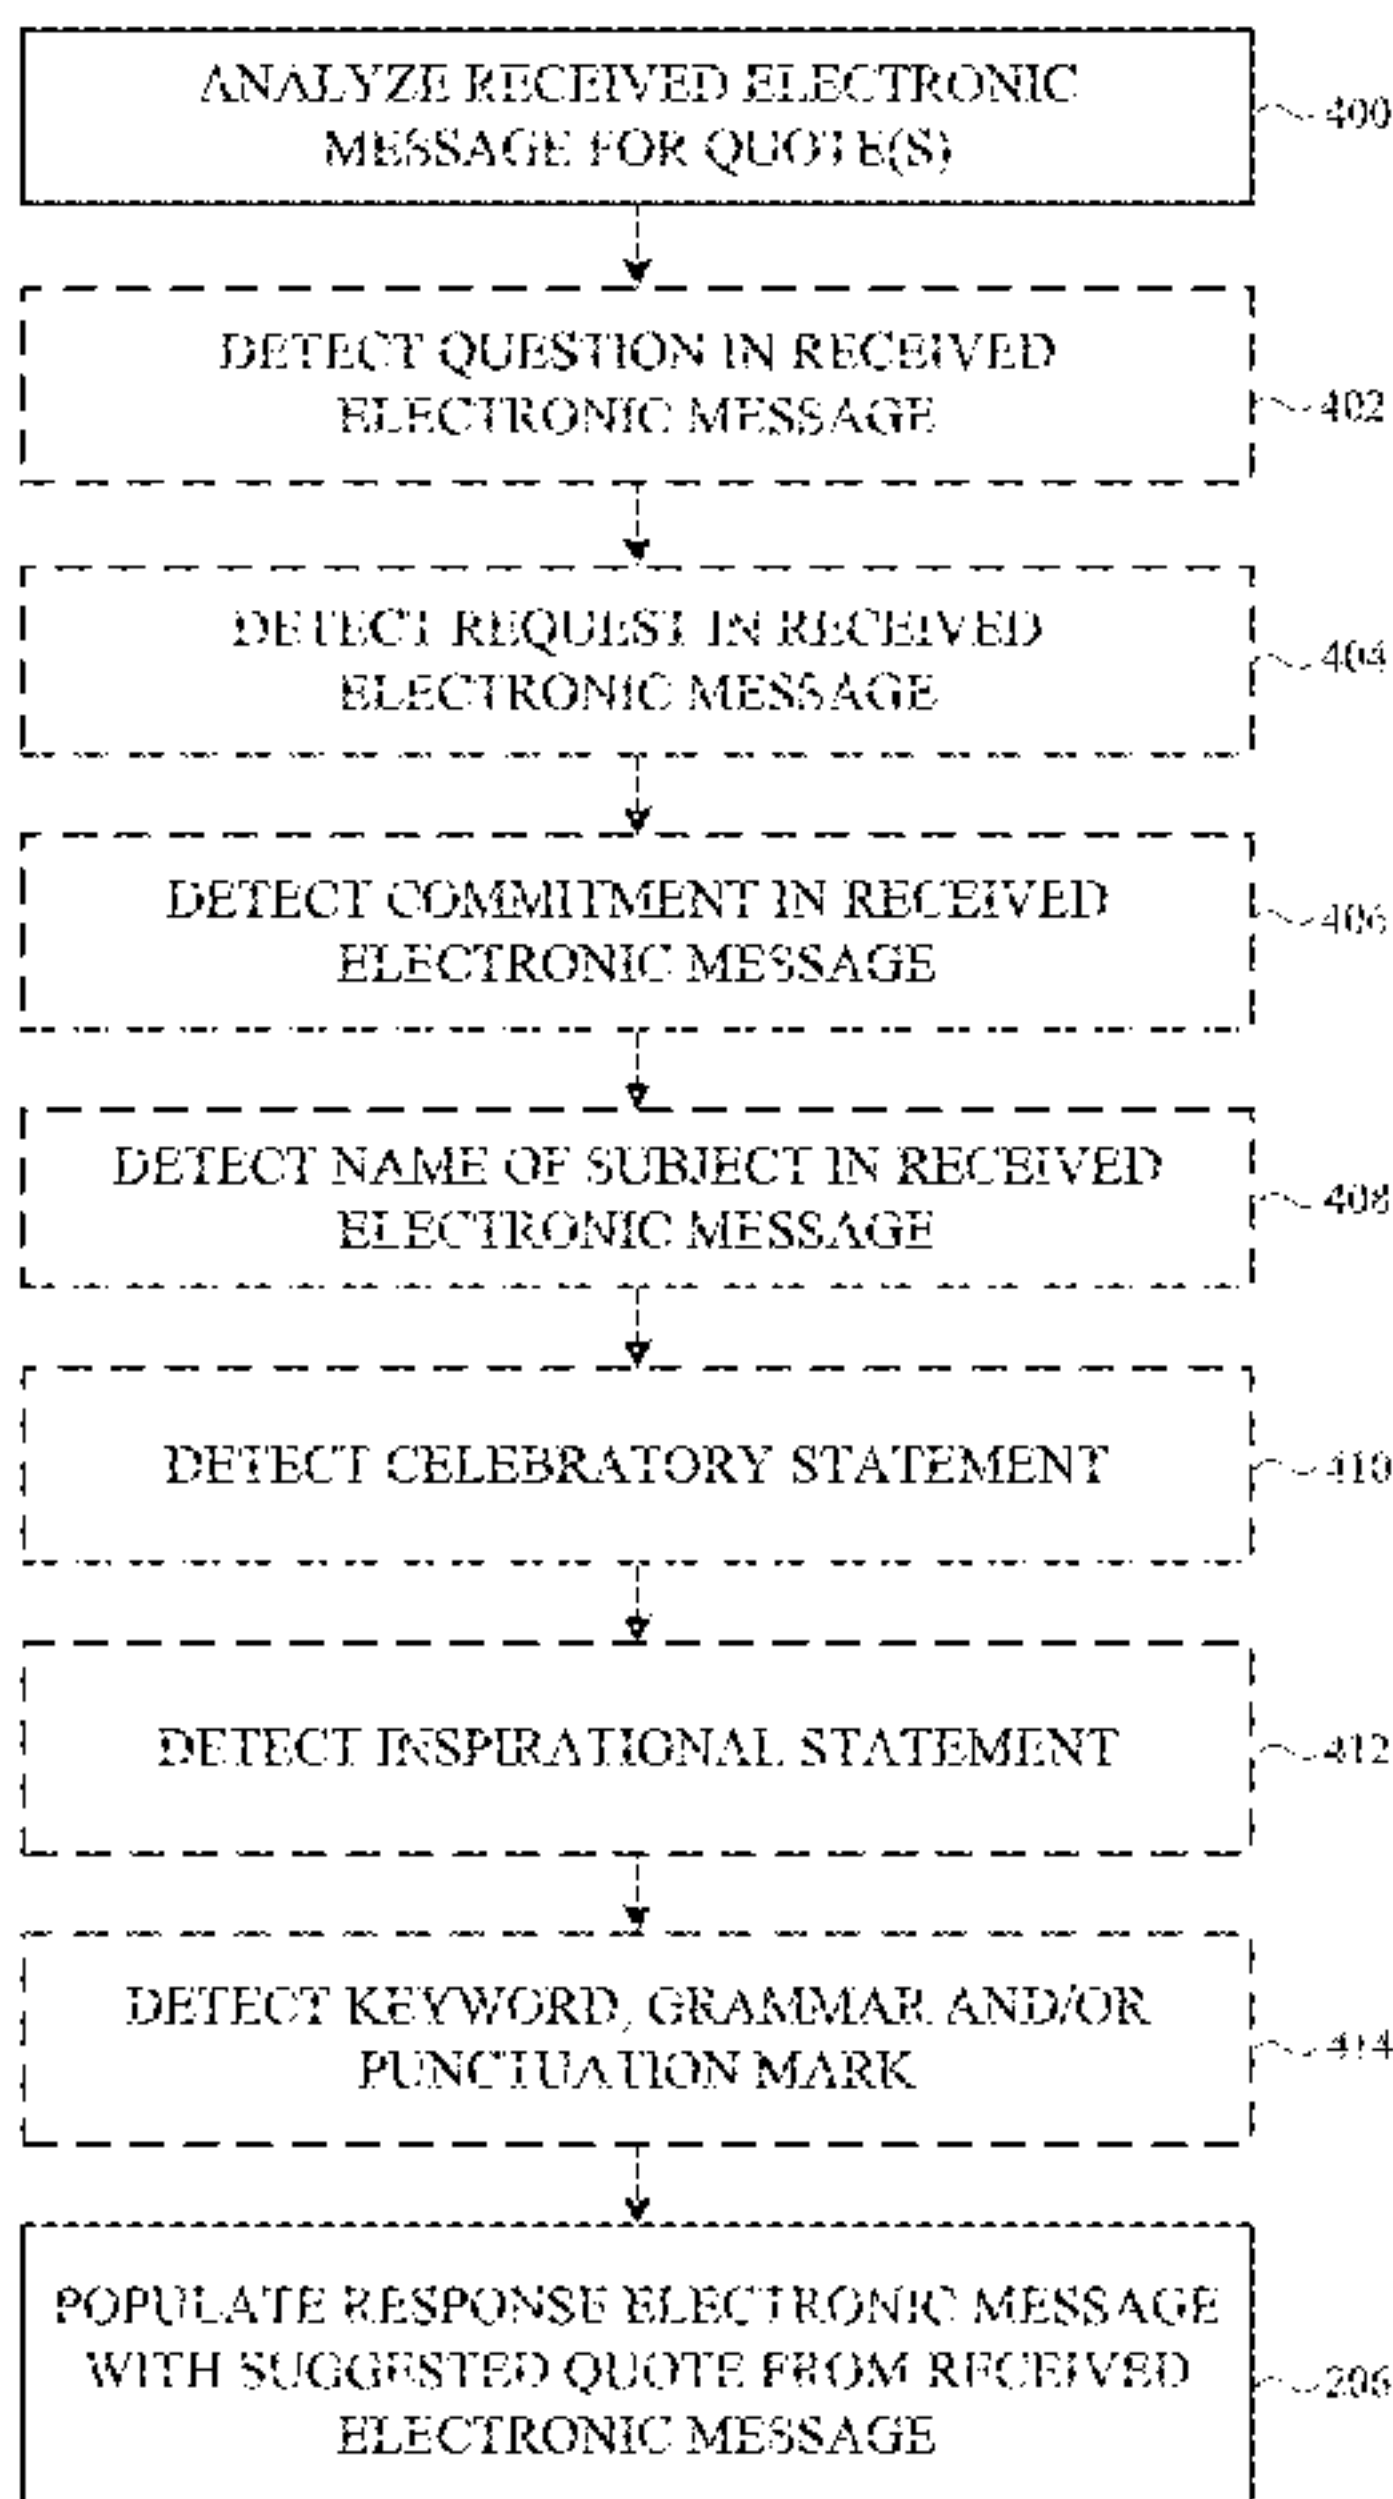 ANALYZE RECEIVED ELECTRONIC
MESSAGE FOR QUOTE(S)
400
DETECT QUESTION IN RECEIVED
ELECTRONIC MESSAGE
402
DETECT REQUEST IN RECEIVED
ELECTRONIC MESSAGE
404
DETECT COMMITMENT IN RECEIVED
ELECTRONIC MESSAGE
406
DETECT NAME OF SUBJECT IN RECEIVED
ELECTRONIC MESSAGE
408
DETECT CELEBRATORY STATEMENT
410
DETECT INSPIRATIONAL STATEMENT
412
DETECT KEYWORD, GRAMMAR AND/OR
PUNCTUATION MARK
414
POPULATE RESPONSE ELECTRONIC MESSAGE
WITH SUGGESTED QUOTE FROM RECEIVED
ELECTRONIC MESSAGE
206